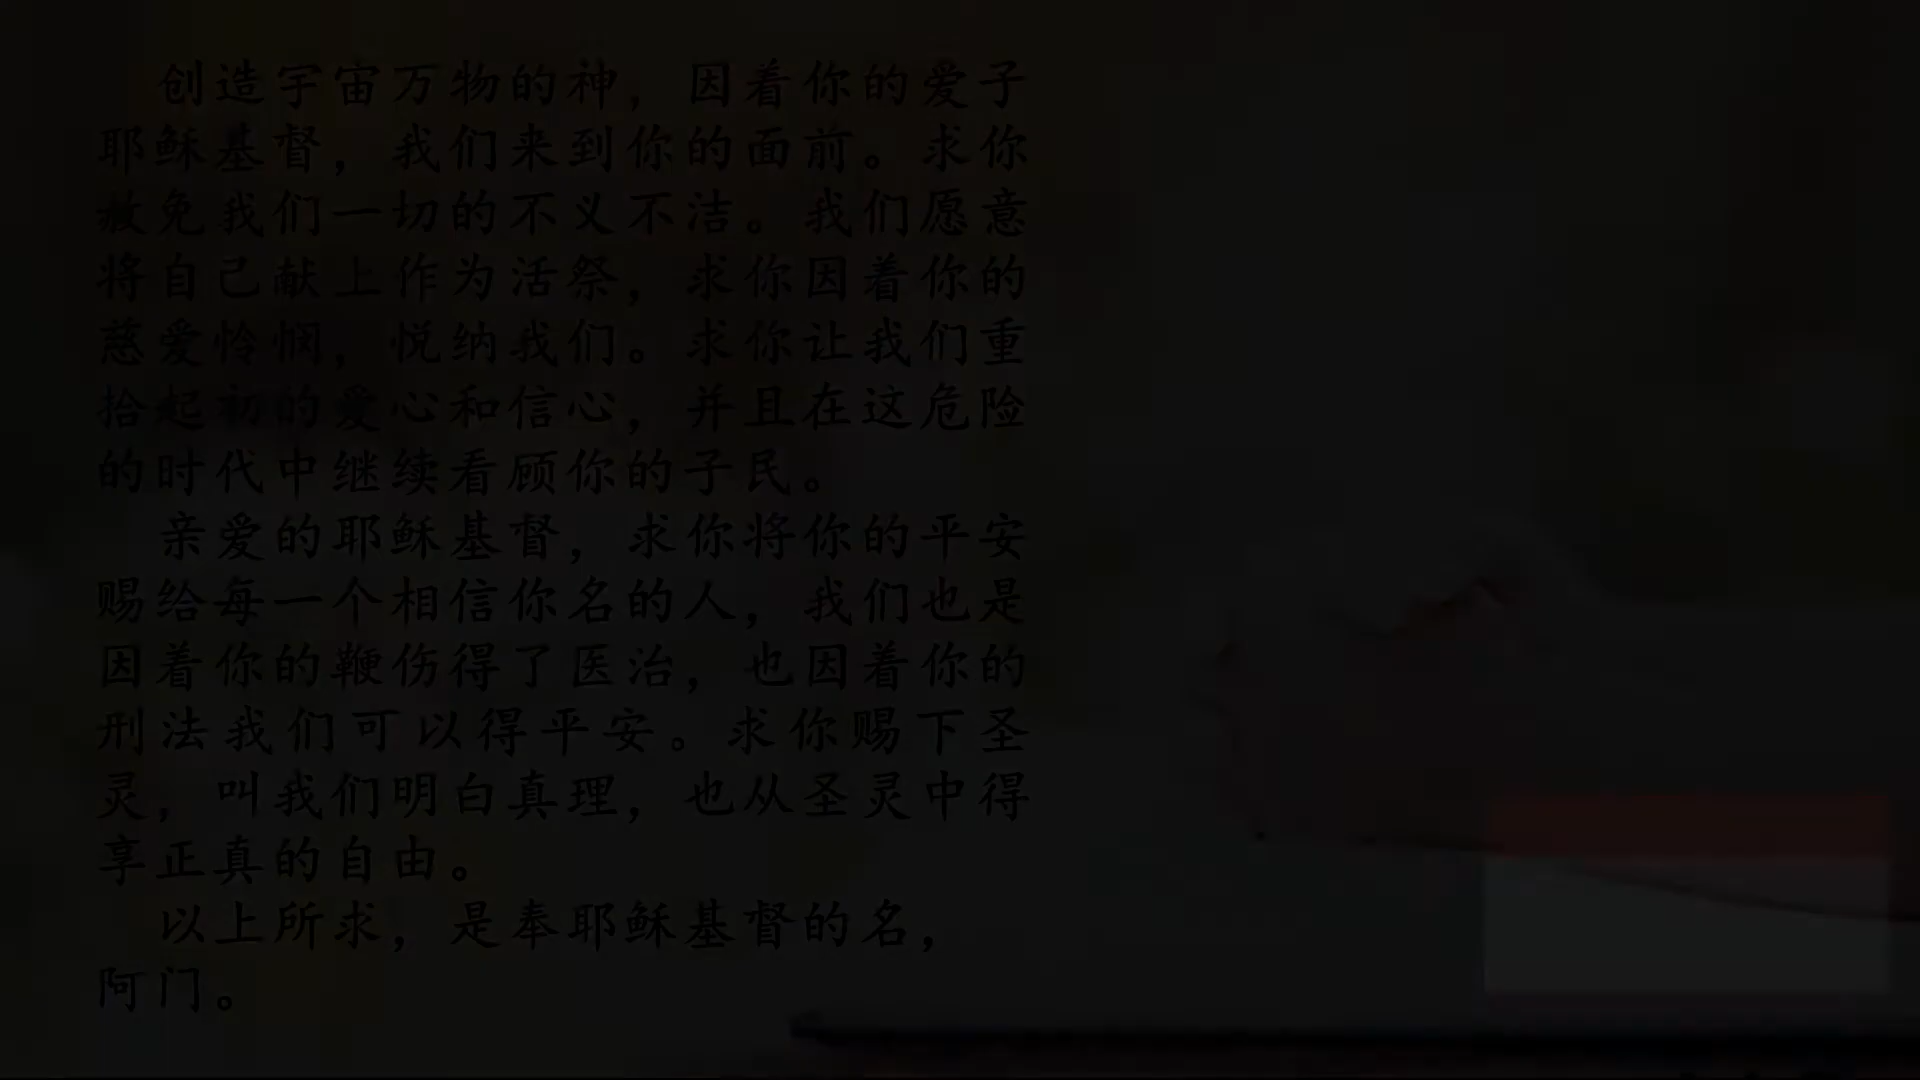 创造宇宙万物的神，因着你的爱子
耶稣基督，我们来到你的面前。求你
赦免我们一切的不义不洁。我们愿意
将自己献上作为活祭，求你因着你的
慈爱怜悯，悦纳我们。求你让我们重
拾起初的爱心和信心，并且在这危险
的时代中继续看顾你的子民。
亲爱的耶稣基督，求你将你的平安
赐给每一个相信你名的人，我们也是
因着你的鞭伤得了医治，也因着你的
刑法我们可以得平安。求你赐下圣
灵，叫我们明白真理，也从圣灵中得
享正真的自由。
以上所求，是奉耶稣基督的名，
阿门。